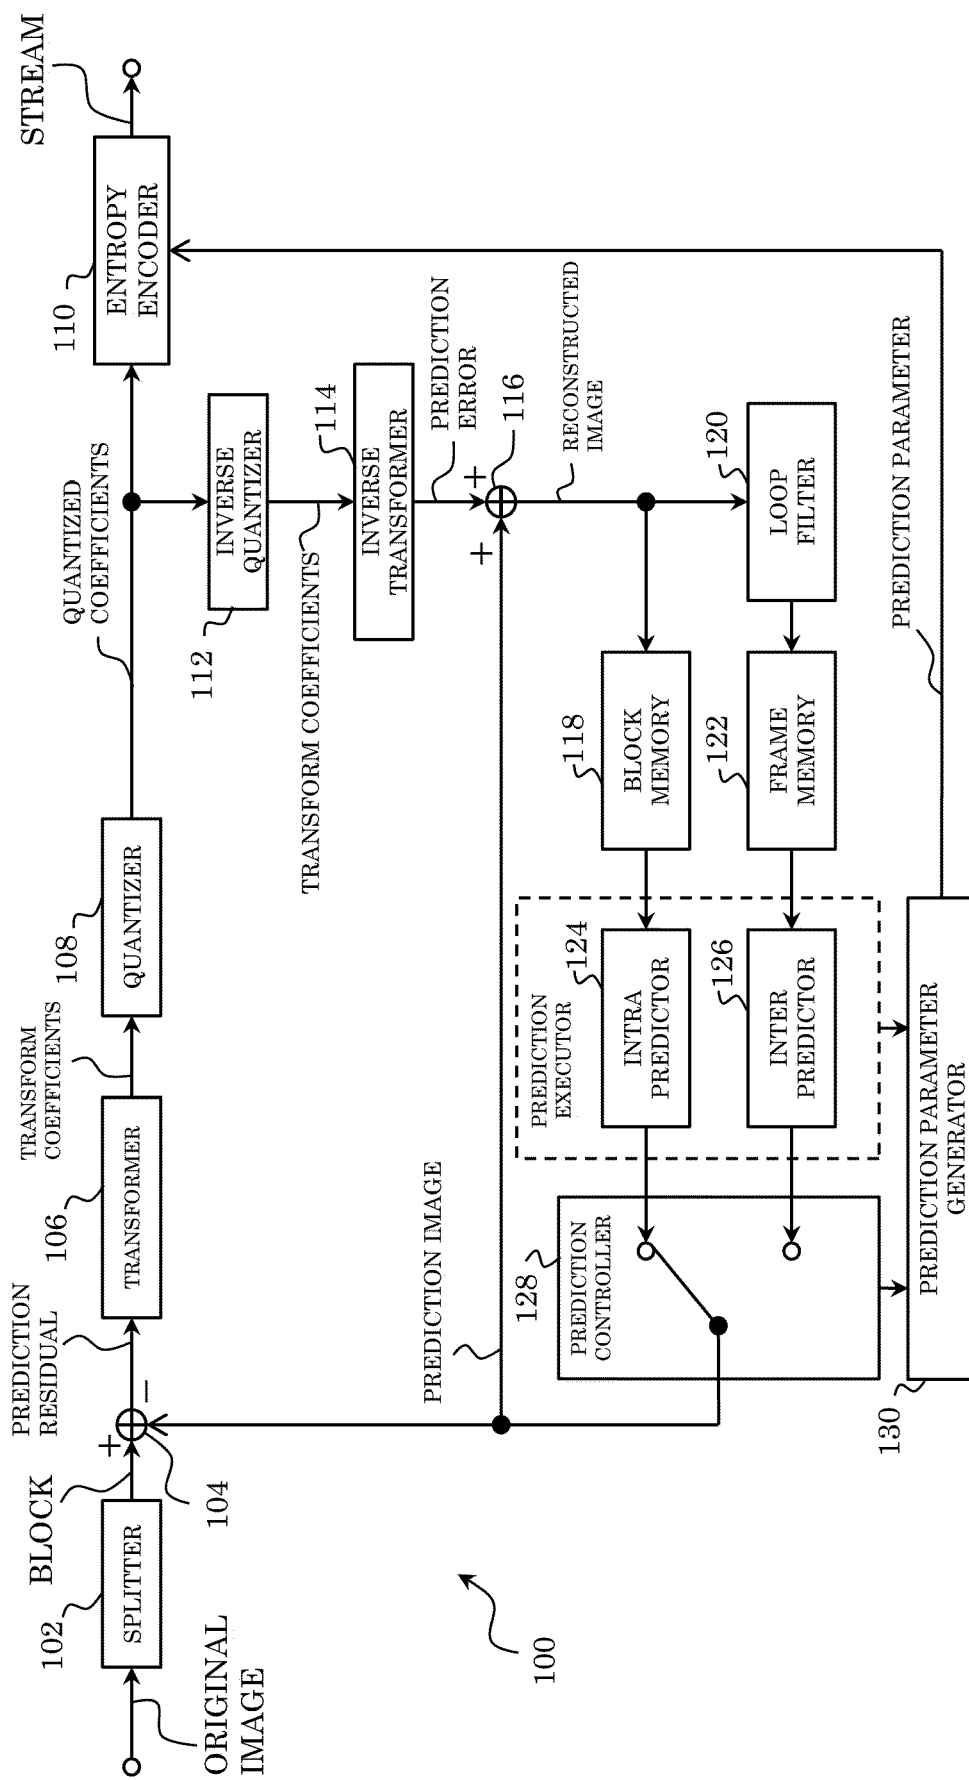 ORIGINAL
IMAGE
102
SPLITTER
BLOCK
104
+
−
PREDICTION
RESIDUAL
106
TRANSFORMER
TRANSFORM
COEFFICIENTS
108
QUANTIZER
QUANTIZED
COEFFICIENTS
110
ENTROPY
ENCODER
STREAM
112
INVERSE
QUANTIZER
TRANSFORM COEFFICIENTS
114
INVERSE
TRANSFORMER
PREDICTION
ERROR
+
+
116
RECONSTRUCTED
IMAGE
PREDICTION IMAGE
118
BLOCK
MEMORY
120
LOOP
FILTER
122
FRAME
MEMORY
PREDICTION
EXECUTOR
124
INTRA
PREDICTOR
126
INTER
PREDICTOR
128
PREDICTION
CONTROLLER
130
PREDICTION PARAMETER
GENERATOR
PREDICTION PARAMETER
100